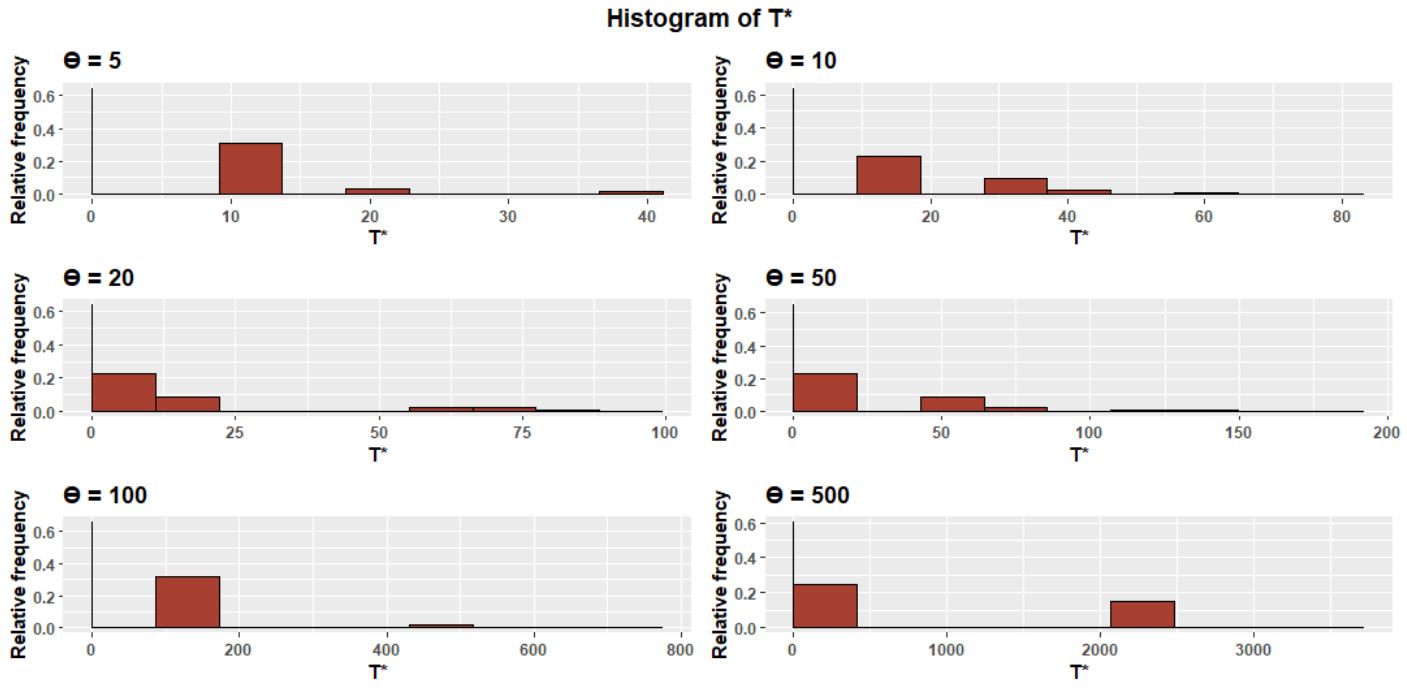 Histogram of T*
ϴ = 5
Relative frequency
0.6
0.4
0.2
0.0
0 10 20 30 40
T*
ϴ = 10
Relative frequency
0.6
0.4
0.2
0.0
0 20 40 60 80
T*
ϴ = 20
Relative frequency
0.6
0.4
0.2
0.0
0 25 50 75 100
T*
ϴ = 50
Relative frequency
0.6
0.4
0.2
0.0
0 50 100 150 200
T*
ϴ = 100
Relative frequency
0.6
0.4
0.2
0.0
0 200 400 600 800
T*
ϴ = 500
Relative frequency
0.6
0.4
0.2
0.0
0 1000 2000 3000
T*